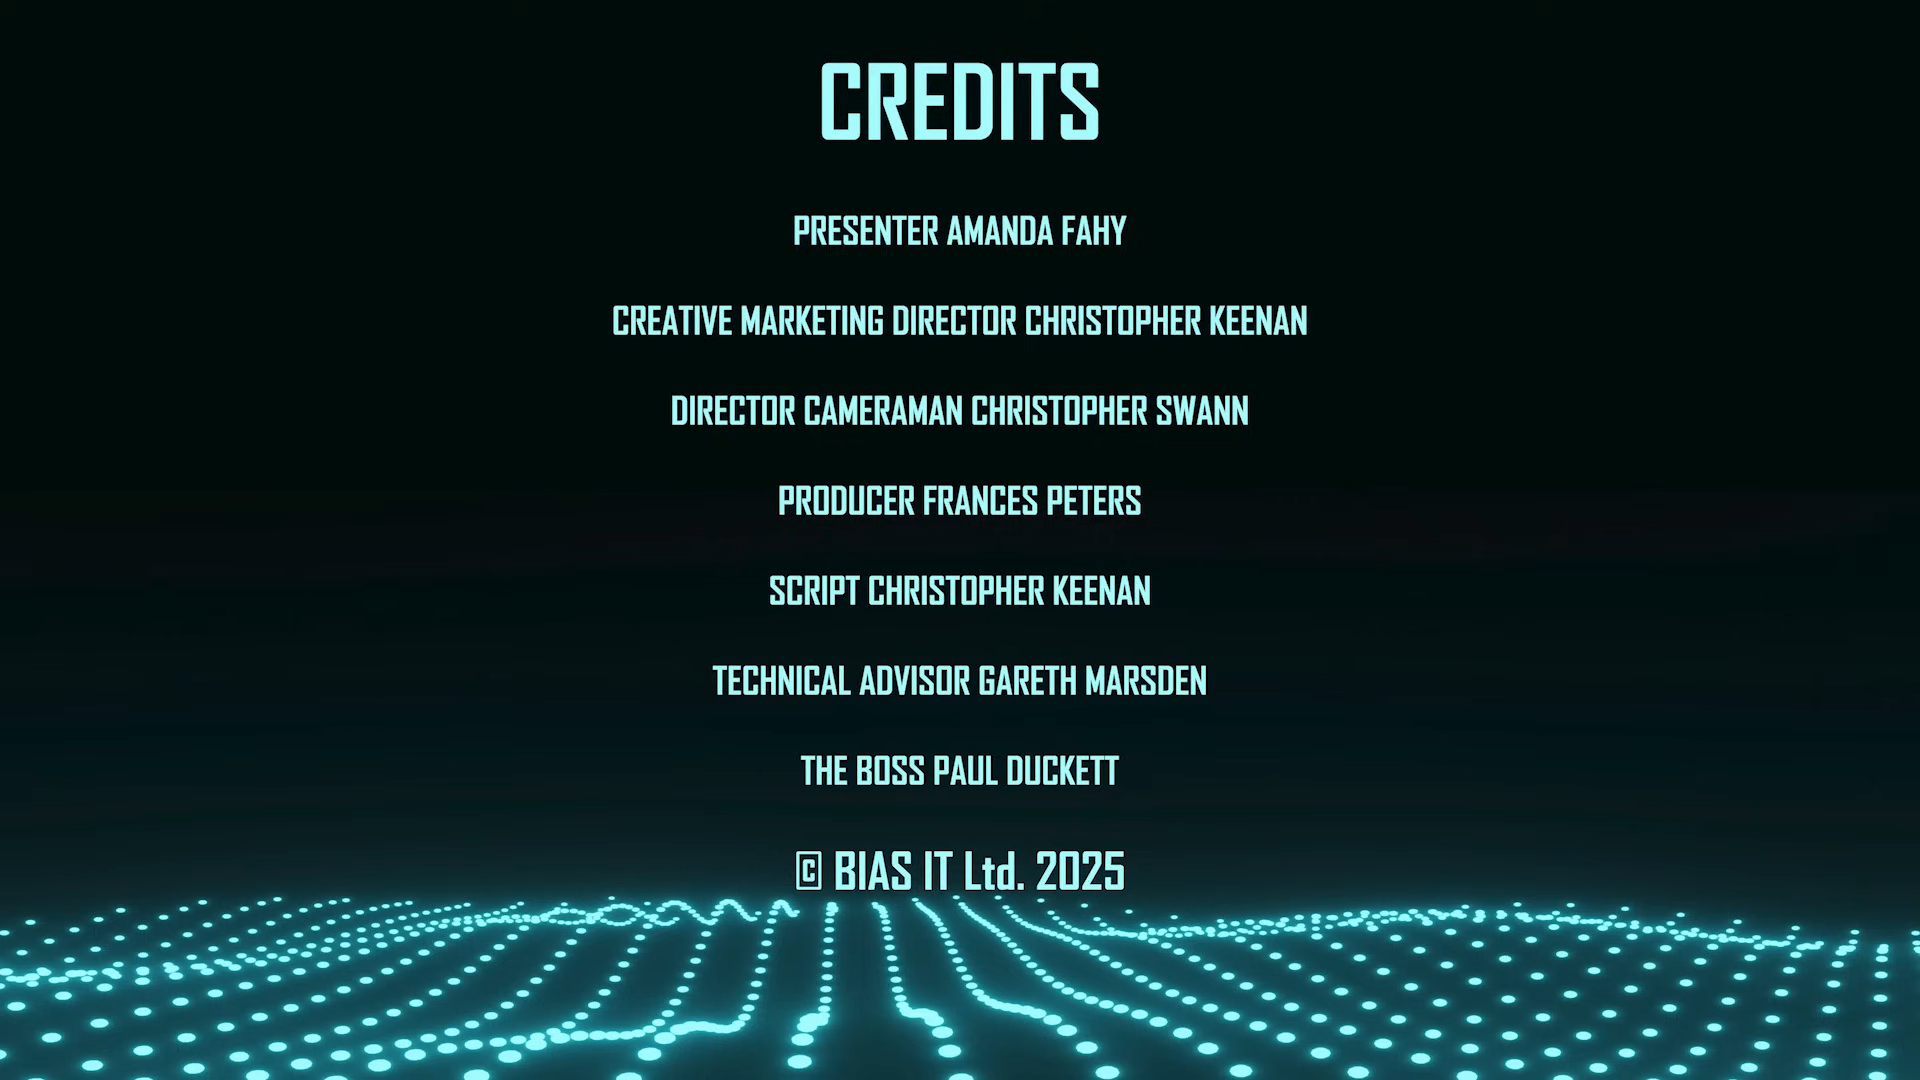 CREDITS
PRESENTER AMANDA FAHY
CREATIVE MARKETING DIRECTOR CHRISTOPHER KEENAN
DIRECTOR CAMERAMAN CHRISTOPHER SWANN
PRODUCER FRANCES PETERS
SCRIPT CHRISTOPHER KEENAN
TECHNICAL ADVISOR GARETH MARSDEN
THE BOSS PAUL DUCKETT
© BIAS IT Ltd. 2025